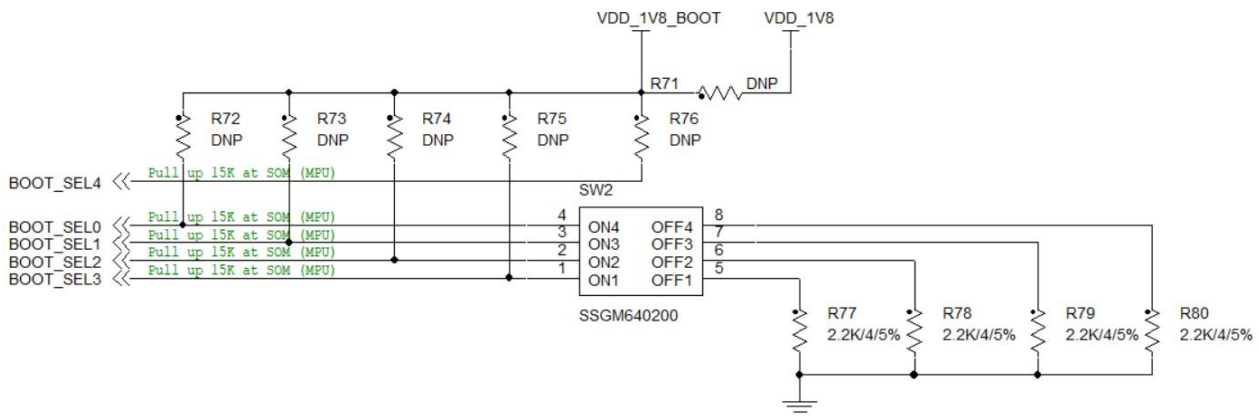 VDD_1V8_BOOT VDD_1V8
R71 DNP
R72 R73 R74 R75 R76
DNP DNP DNP DNP DNP
Pull up 15K at SOM (MPU)
BOOT_SEL4
SW2
Pull up 15K at SOM (MPU)
BOOT_SEL0 4 ON4 OFF4 8
Pull up 15K at SOM (MPU)
BOOT_SEL1 3 ON3 OFF3 7
Pull up 15K at SOM (MPU)
BOOT_SEL2 2 ON2 OFF2 6
Pull up 15K at SOM (MPU)
BOOT_SEL3 1 ON1 OFF1 5
SSGM640200
R77 R78 R79 R80
2.2K/4/5% 2.2K/4/5% 2.2K/4/5% 2.2K/4/5%